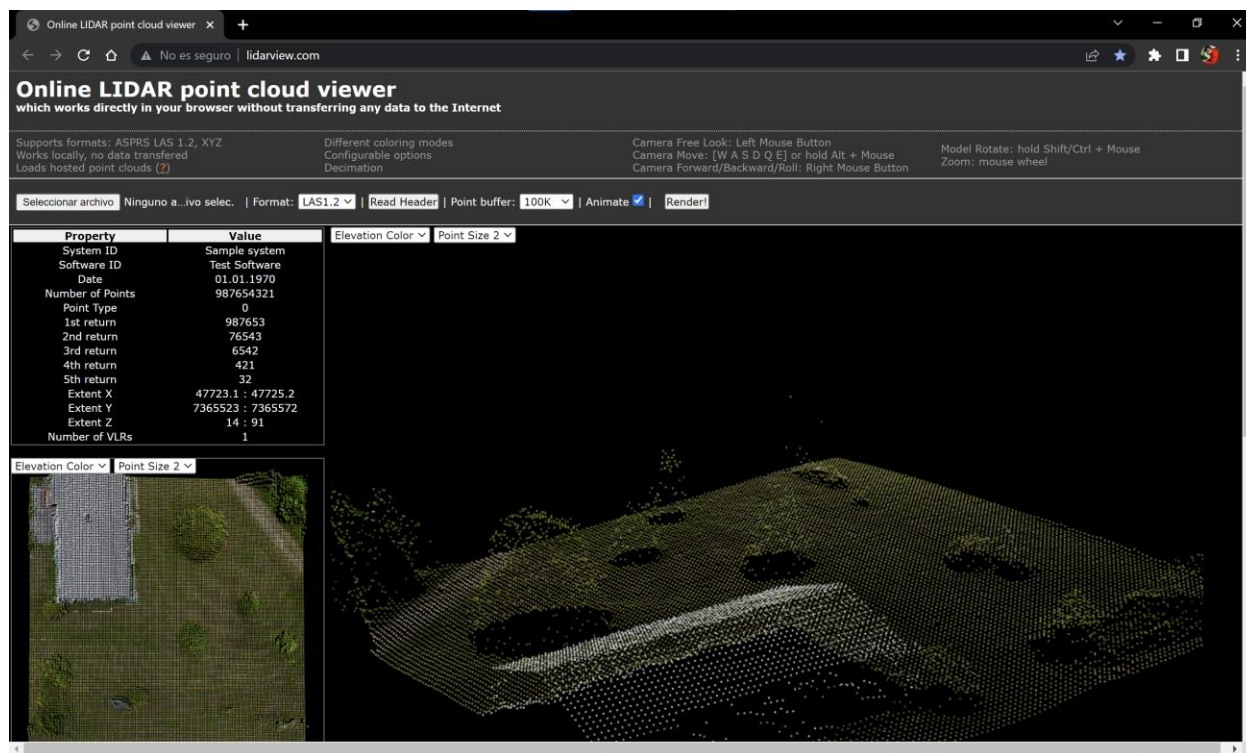 Online LIDAR point cloud viewer
No es seguro | lidarview.com
Online LIDAR point cloud viewer
which works directly in your browser without transferring any data to the Internet
Supports formats: ASPRS LAS 1.2, XYZ
Works locally, no data transfered
Loads hosted point clouds (?)
Different coloring modes
Configurable options
Decimation
Camera Free Look: Left Mouse Button
Camera Move: [W A S D Q E] or hold Alt + Mouse
Camera Forward/Backward/Roll: Right Mouse Button
Model Rotate: hold Shift/Ctrl + Mouse
Zoom: mouse wheel
Seleccionar archivo Ninguno a...ivo selec. | Format: LAS1.2 | Read Header | Point buffer: 100K | Animate | Render!
Property Value
System ID Sample system
Software ID Test Software
Date 01.01.1970
Number of Points 987654321
Point Type 0
1st return 987653
2nd return 76543
3rd return 6542
4th return 421
5th return 32
Extent X 47723.1 : 47725.2
Extent Y 7365523 : 7365572
Extent Z 14 : 91
Number of VLRs 1
Elevation Color Point Size 2
Elevation Color Point Size 2